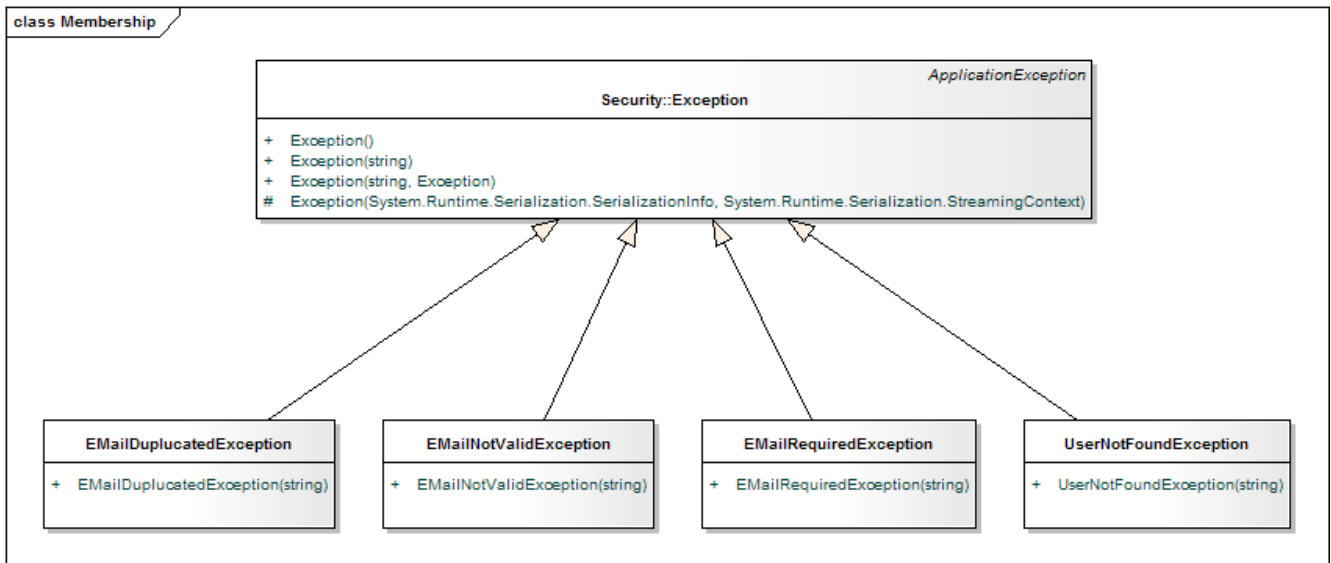 class Membership
ApplicationException
Security::Exception
+ Exception()
+ Exception(string)
+ Exception(string, Exception)
# Exception(System.Runtime.Serialization.SerializationInfo, System.Runtime.Serialization.StreamingContext)
EMailDuplucatedException
+ EMailDuplucatedException(string)
EMailNotValidException
+ EMailNotValidException(string)
EMailRequiredException
+ EMailRequiredException(string)
UserNotFoundException
+ UserNotFoundException(string)